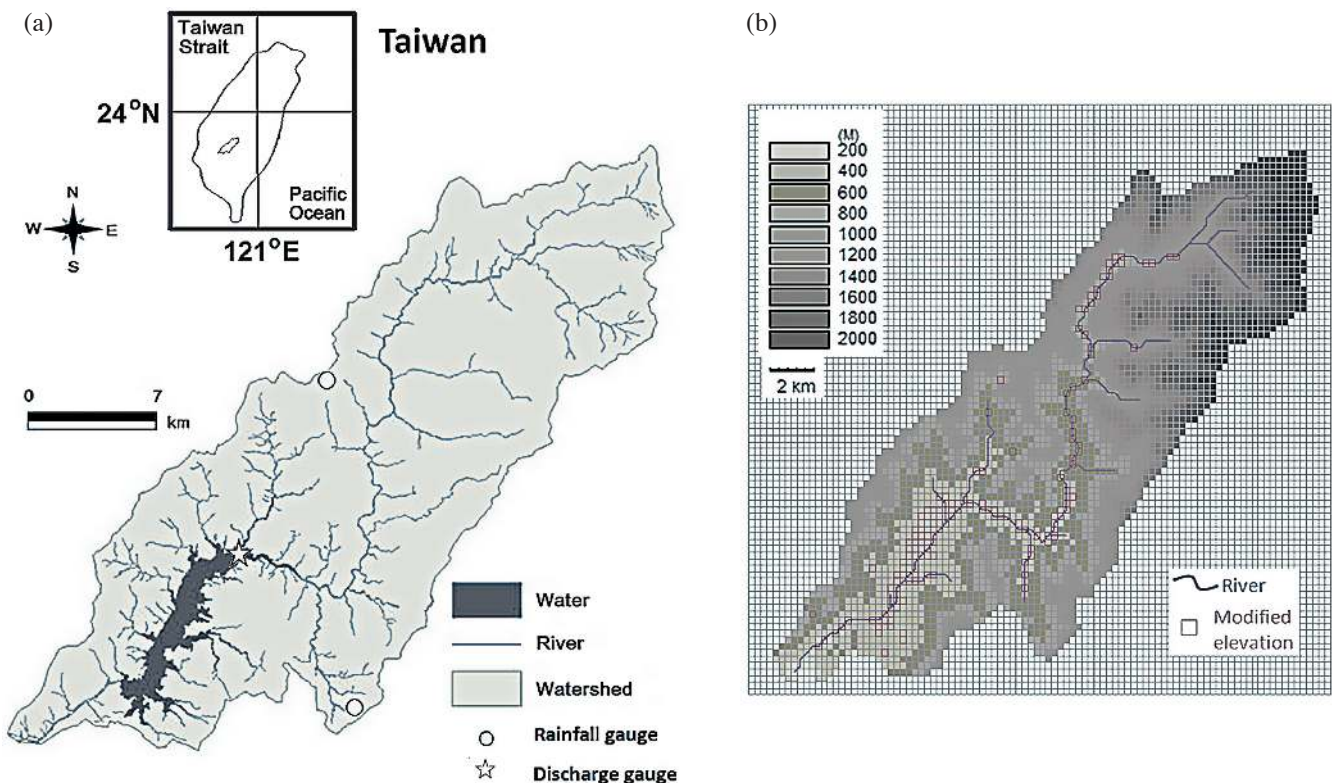 (a)
Taiwan
Strait
Taiwan
24°N
Pacific
Ocean
121°E
N
W
E
S
0
7
km
Water
River
Watershed
Rainfall gauge
Discharge gauge
(b)
(M)
200
400
600
800
1000
1200
1400
1600
1800
2000
2 km
River
Modified
elevation